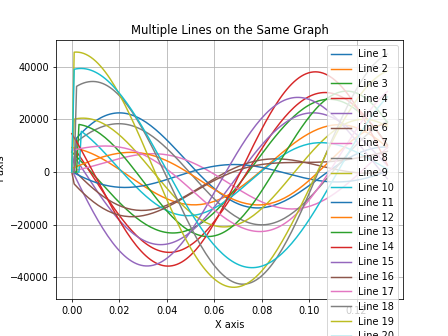 Multiple Lines on the Same Graph
40000
20000
0
−20000
−40000
0.00
0.02
0.04
0.06
0.08
0.10
X axis
Line 1
Line 2
Line 3
Line 4
Line 5
Line 6
Line 7
Line 8
Line 9
Line 10
Line 11
Line 12
Line 13
Line 14
Line 15
Line 16
Line 17
Line 18
Line 19
Line 20